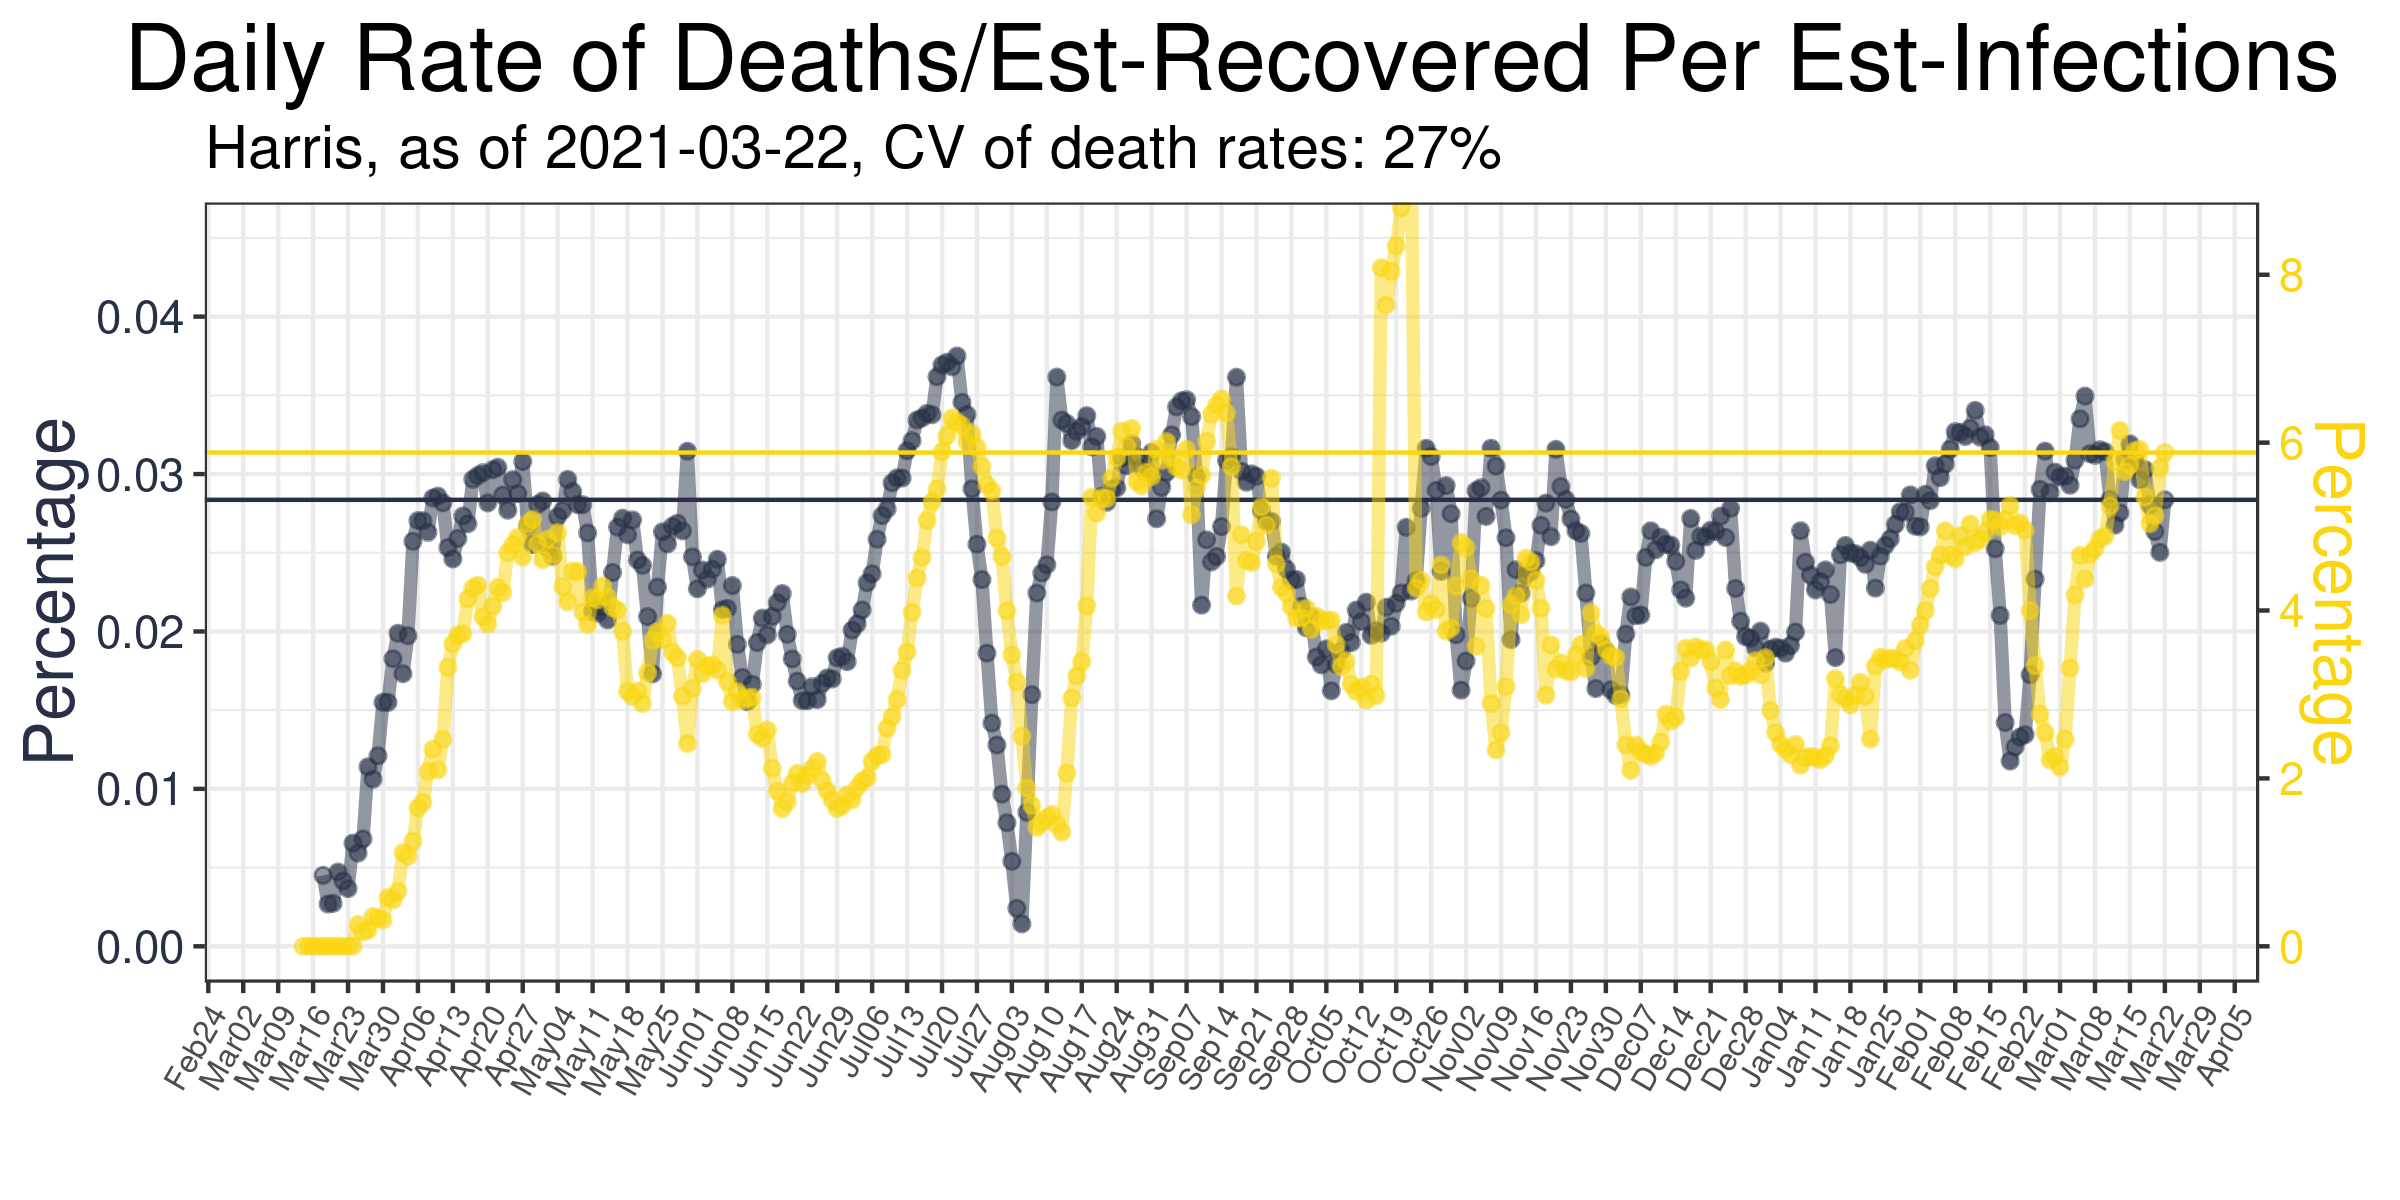 Daily Rate of Deaths/Est-Recovered Per Est-Infections
Harris, as of 2021-03-22, CV of death rates: 27%
Percentage
0.04
0.03
0.02
0.01
0.00
8
6
4
2
0
Percentage
Feb24
Mar02
Mar09
Mar16
Mar23
Mar30
Apr06
Apr13
Apr20
Apr27
May04
May11
May18
May25
Jun01
Jun08
Jun15
Jun22
Jun29
Jul06
Jul13
Jul20
Jul27
Aug03
Aug10
Aug17
Aug24
Aug31
Sep07
Sep14
Sep21
Sep28
Oct05
Oct12
Oct19
Oct26
Nov02
Nov09
Nov16
Nov23
Nov30
Dec07
Dec14
Dec21
Dec28
Jan04
Jan11
Jan18
Jan25
Feb01
Feb08
Feb15
Feb22
Mar01
Mar08
Mar15
Mar22
Mar29
Apr05